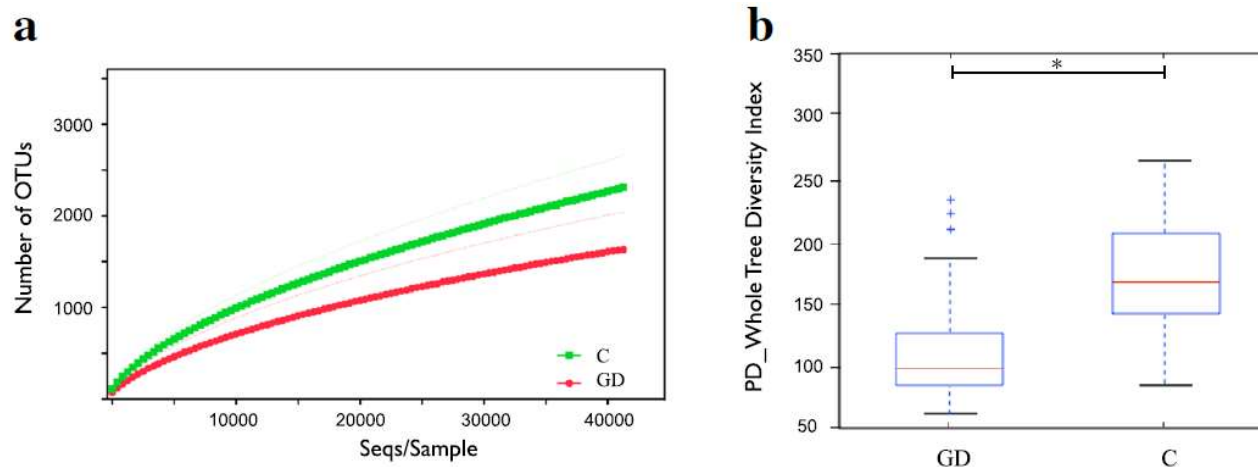 a
Number of OTUs
3000
2000
1000
C
GD
10000 20000 30000 40000
Seqs/Sample
b
PD_Whole Tree Diversity Index
350
300
250
200
150
100
50
*
GD C